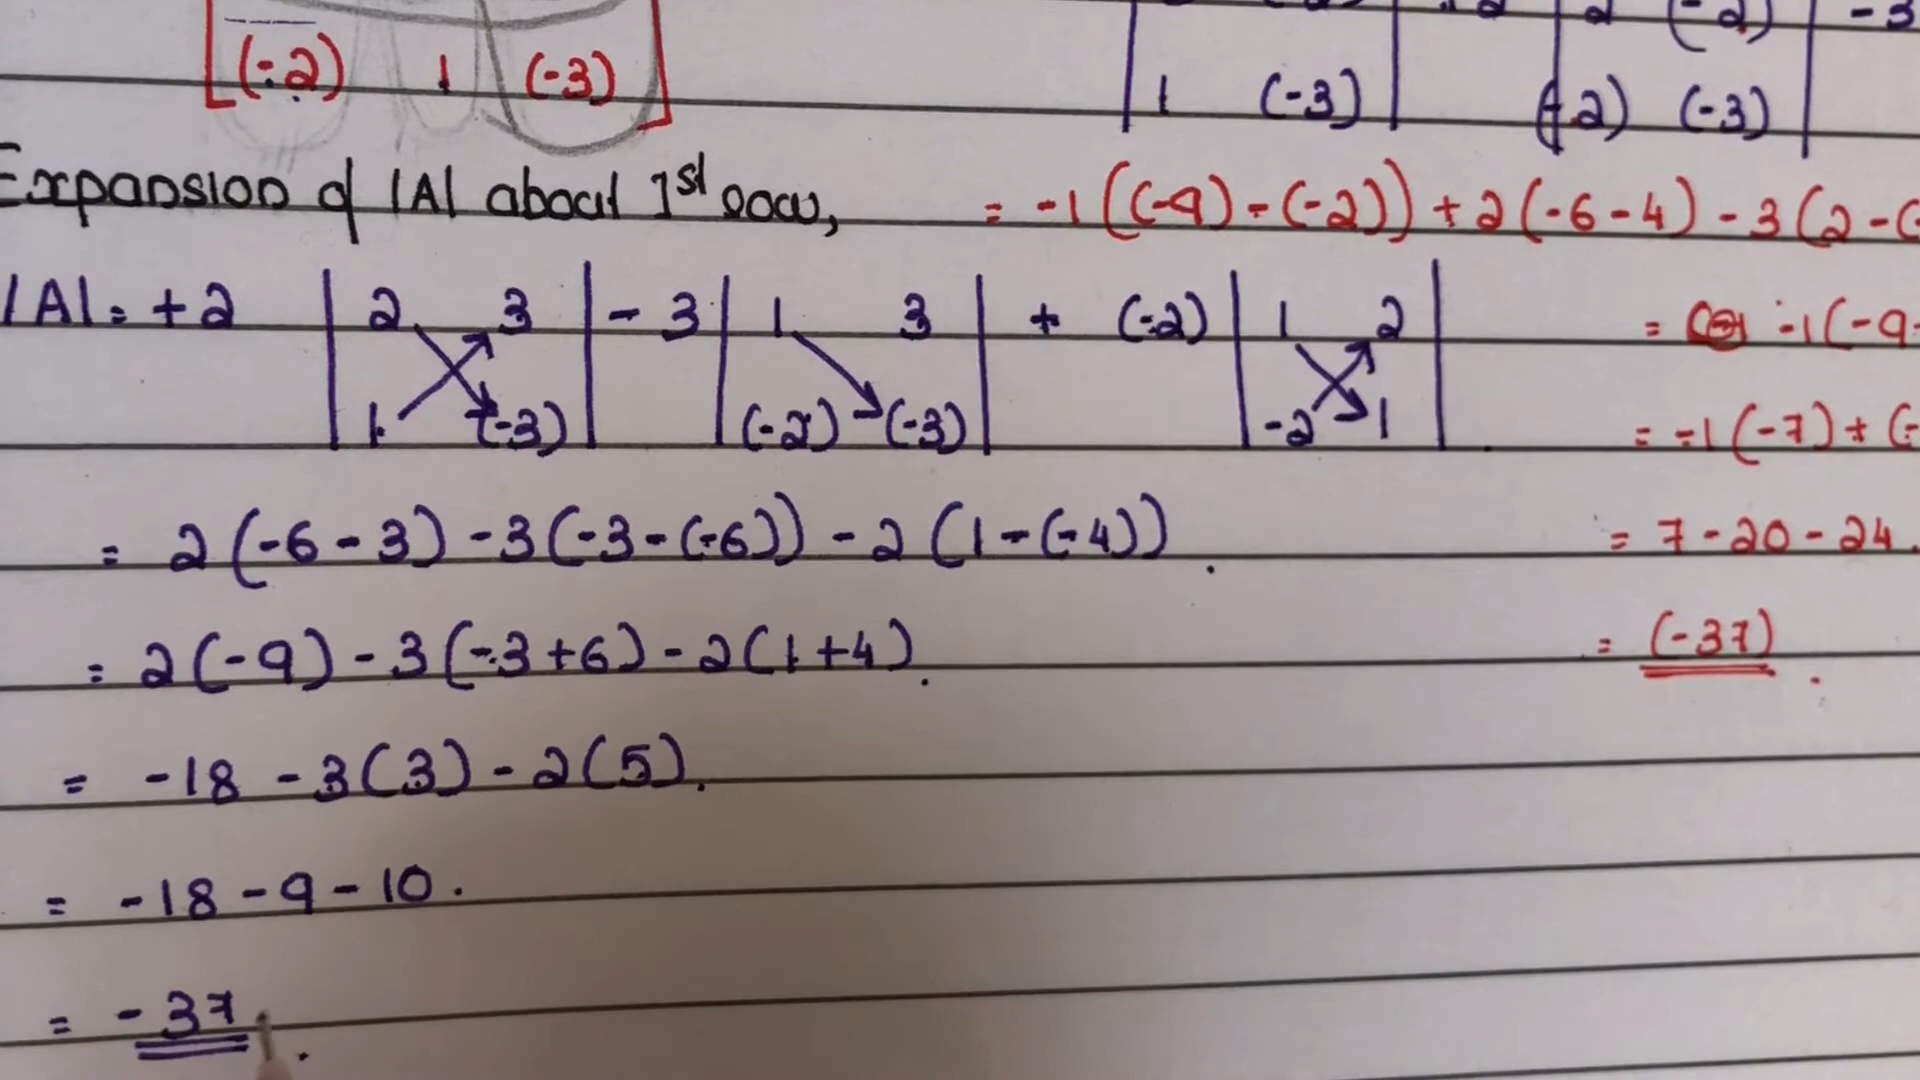 (-2) 1 (-3)
1 (-3) (-2) (-3)
Expansion of |A| about 1st row,
= -1((-9) - (-2)) + 2(-6-4) - 3(2-(
|A| = +2 | 2 3 | - 3 | 1 3 | + (-2) | 1 2 |
1 (-3) (-2) (-3) -2 1
= 2(-6-3) - 3(-3-(-6)) - 2(1-(-4)).
= 2(-9) - 3(-3+6) - 2(1+4).
= -18 - 3(3) - 2(5).
= -18 - 9 - 10.
= -37.
= -1(-9
= -1(-7) + (-
= 7 - 20 - 24.
= (-37).